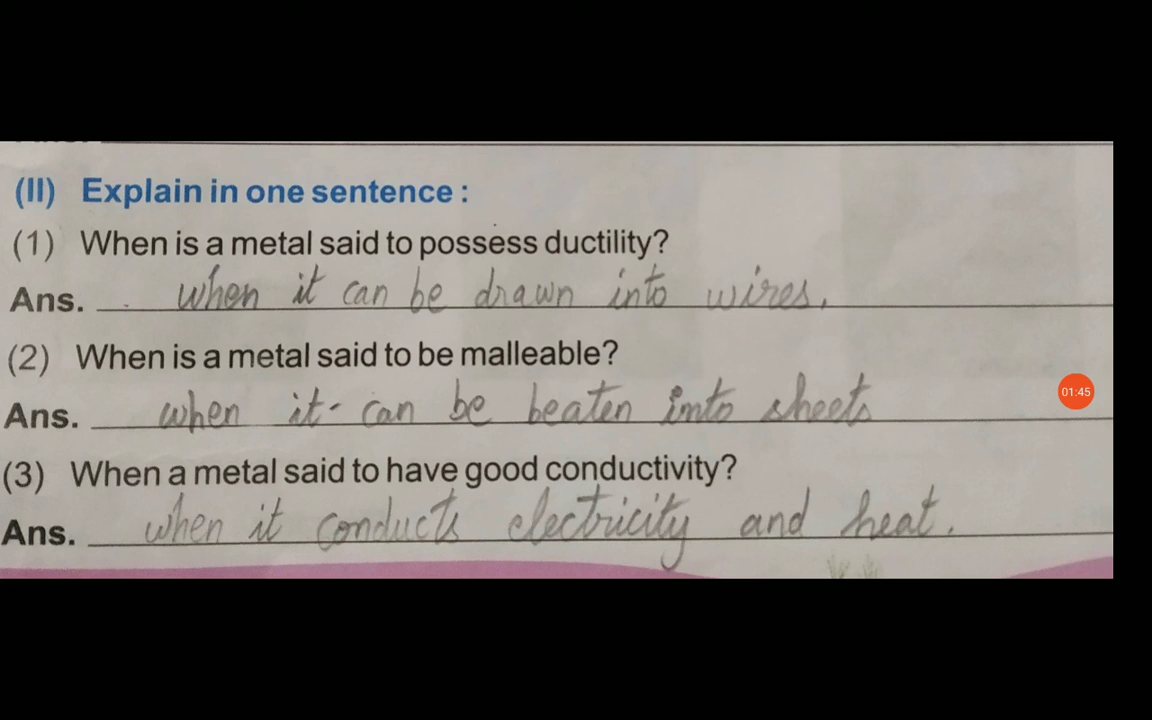 (II) Explain in one sentence :
(1) When is a metal said to possess ductility?
Ans. when it can be drawn into wires.
(2) When is a metal said to be malleable?
Ans. when it can be beaten into sheets
01:45
(3) When a metal said to have good conductivity?
Ans. when it conducts electricity and heat.